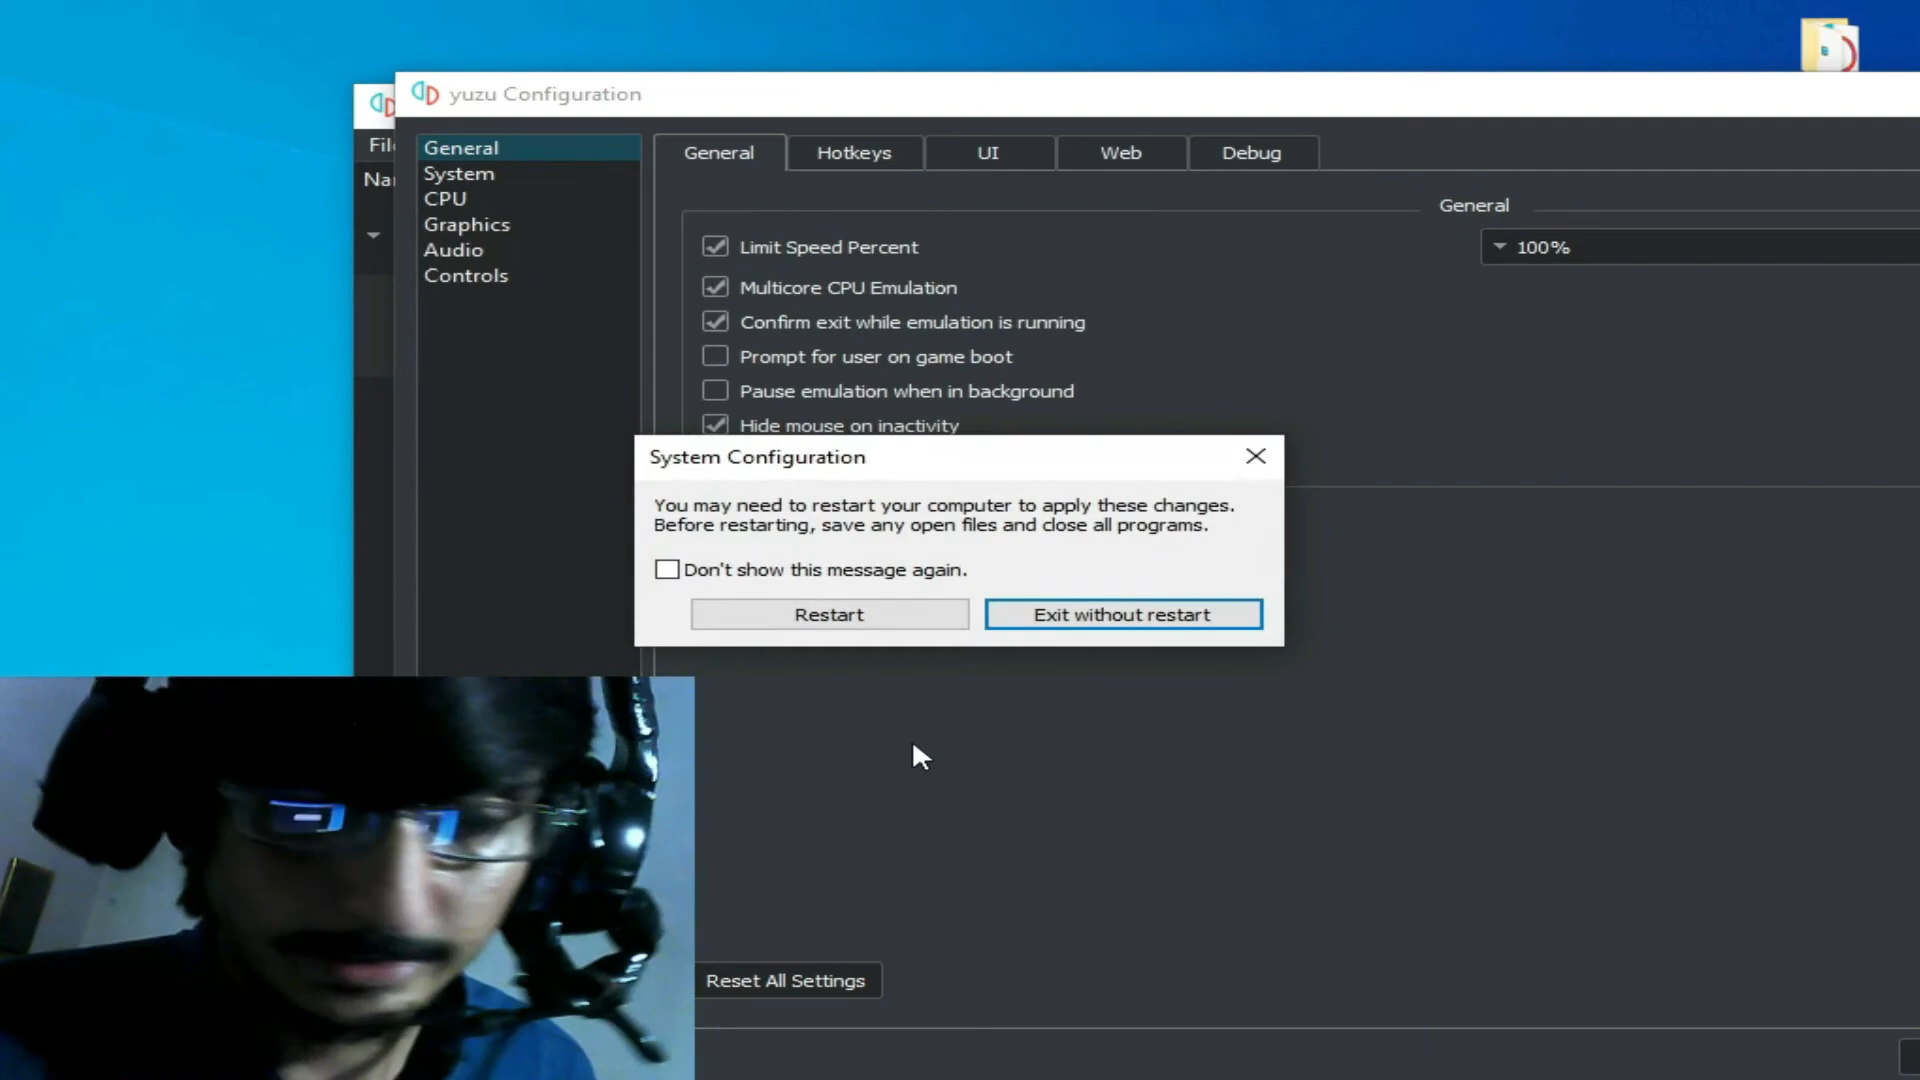 yuzu Configuration
Fil
Nar
General
System
CPU
Graphics
Audio
Controls
General
Hotkeys
UI
Web
Debug
General
Limit Speed Percent
100%
Multicore CPU Emulation
Confirm exit while emulation is running
Prompt for user on game boot
Pause emulation when in background
Hide mouse on inactivity
System Configuration
You may need to restart your computer to apply these changes.
Before restarting, save any open files and close all programs.
Don't show this message again.
Restart
Exit without restart
Reset All Settings